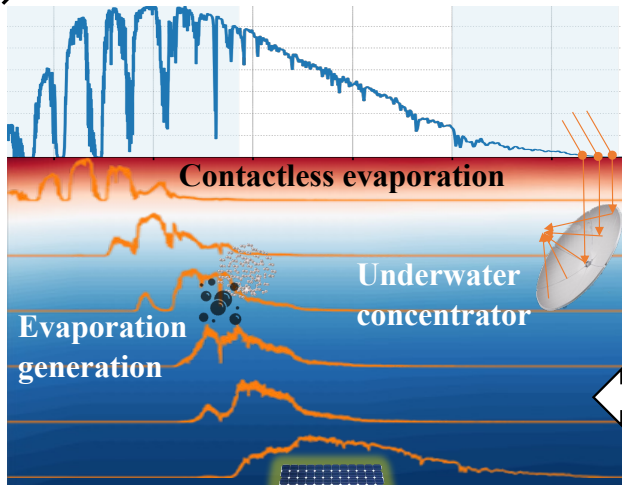 Contactless evaporation
Underwater
concentrator
Evaporation
generation